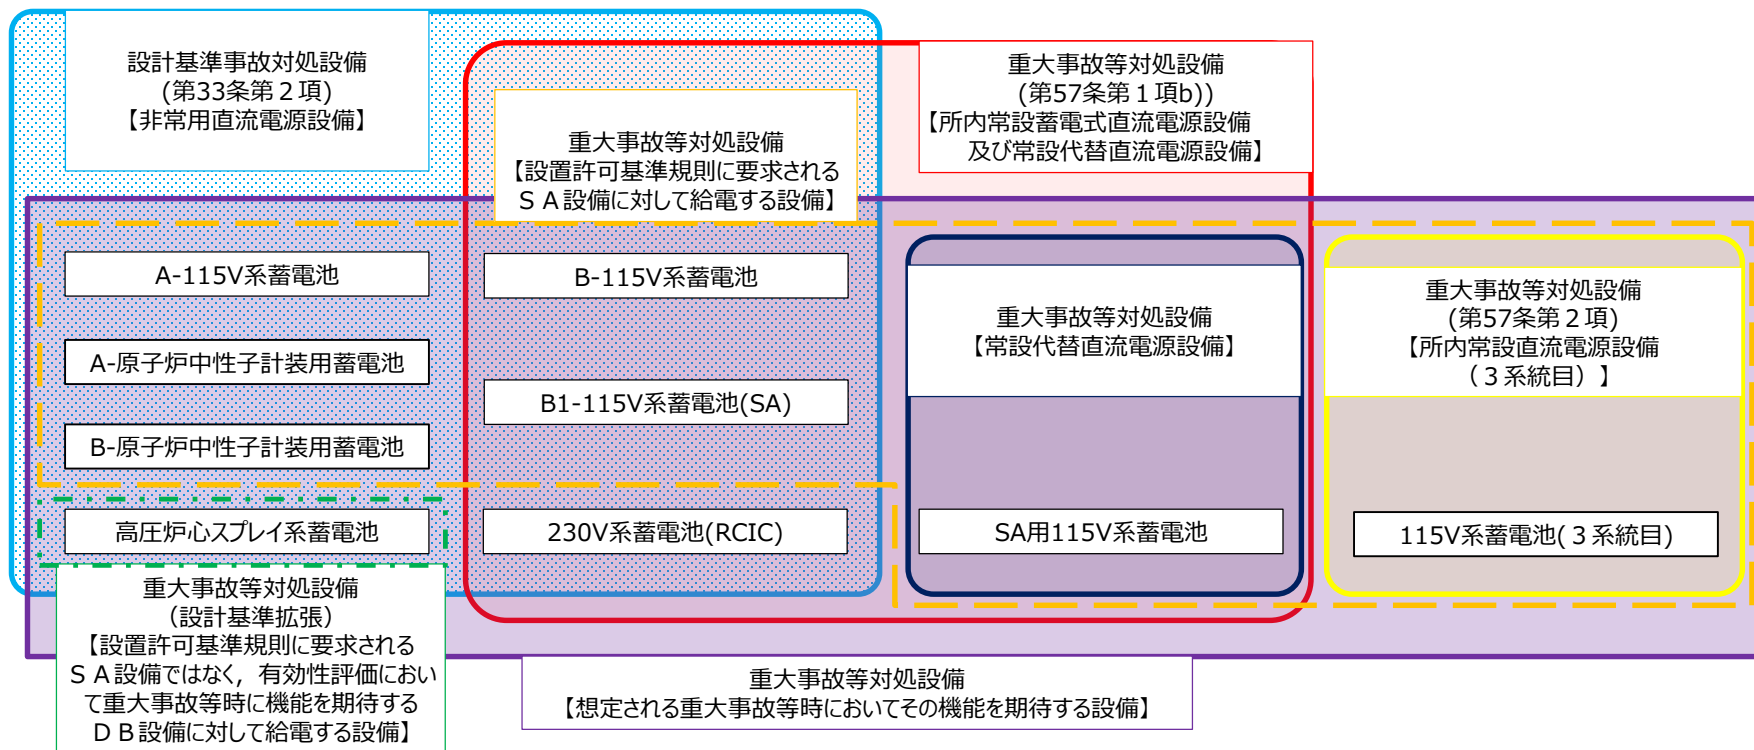 設計基準事故対処設備
(第33条第２項)
【非常用直流電源設備】
重大事故等対処設備
【設置許可基準規則に要求される
ＳＡ設備に対して給電する設備】
重大事故等対処設備
(第57条第１項b))
【所内常設蓄電式直流電源設備
及び常設代替直流電源設備】
A-115V系蓄電池
A-原子炉中性子計装用蓄電池
B-原子炉中性子計装用蓄電池
高圧炉心スプレイ系蓄電池
B-115V系蓄電池
B1-115V系蓄電池(SA)
230V系蓄電池(RCIC)
重大事故等対処設備
【常設代替直流電源設備】
SA用115V系蓄電池
重大事故等対処設備
(第57条第２項)
【所内常設直流電源設備
（３系統目）】
115V系蓄電池(３系統目)
重大事故等対処設備
（設計基準拡張）
【設置許可基準規則に要求される
ＳＡ設備ではなく，有効性評価におい
て重大事故等時に機能を期待する
ＤＢ設備に対して給電する設備】
重大事故等対処設備
【想定される重大事故等時においてその機能を期待する設備】